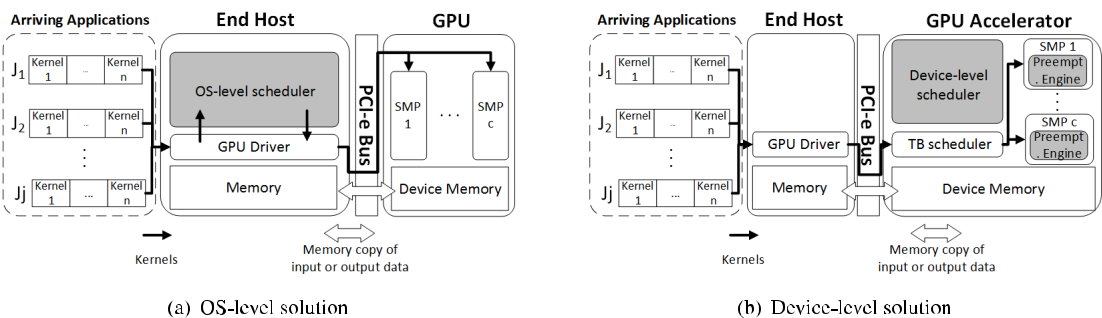 Arriving Applications
End Host
GPU
J1
Kernel 1
...
Kernel n
J2
Kernel 1
...
Kernel n
Jj
Kernel 1
...
Kernel n
OS-level scheduler
GPU Driver
Memory
PCI-e Bus
SMP 1
SMP c
Device Memory
Kernels
Memory copy of
input or output data
(a) OS-level solution
Arriving Applications
End Host
GPU Accelerator
J1
Kernel 1
...
Kernel n
J2
Kernel 1
...
Kernel n
Jj
Kernel 1
...
Kernel n
GPU Driver
Memory
PCI-e Bus
Device-level
scheduler
TB scheduler
SMP 1
Preempt
. Engine
SMP c
Preempt
. Engine
Device Memory
Kernels
Memory copy of
input or output data
(b) Device-level solution